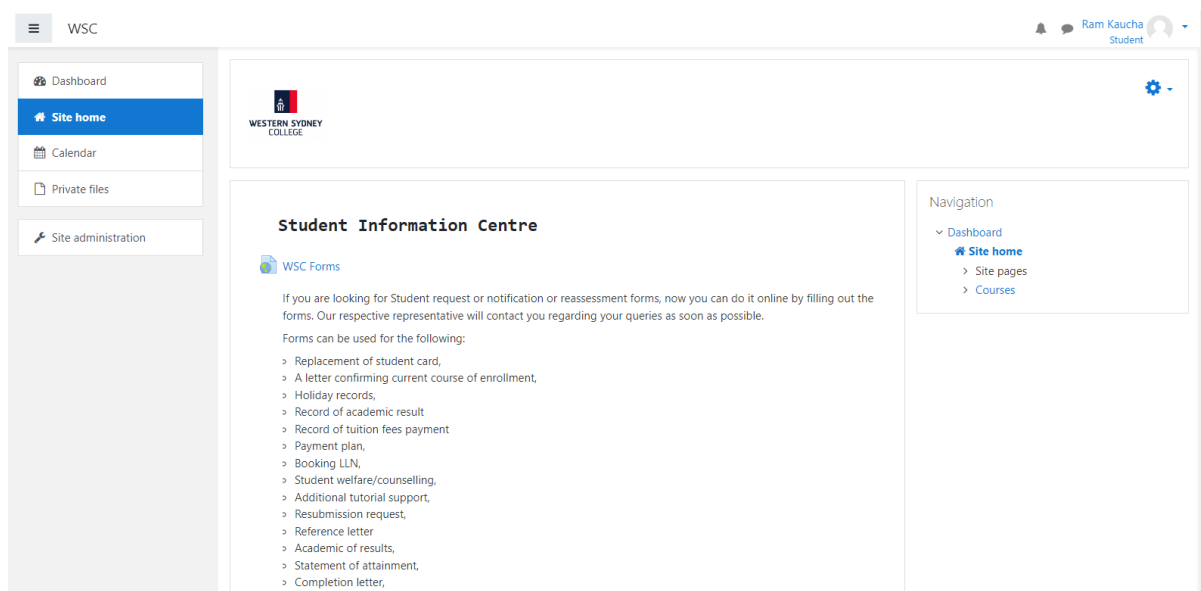 WSC
Ram Kaucha
Student
Dashboard
Site home
Calendar
Private files
Site administration
WESTERN SYDNEY
COLLEGE
Student Information Centre
WSC Forms
If you are looking for Student request or notification or reassessment forms, now you can do it online by filling out the
forms. Our respective representative will contact you regarding your queries as soon as possible.
Forms can be used for the following:
Replacement of student card,
A letter confirming current course of enrollment,
Holiday records,
Record of academic result
Record of tuition fees payment
Payment plan,
Booking LLN,
Student welfare/counselling,
Additional tutorial support,
Resubmission request,
Reference letter
Academic of results,
Statement of attainment,
Completion letter,
Navigation
Dashboard
Site home
Site pages
Courses